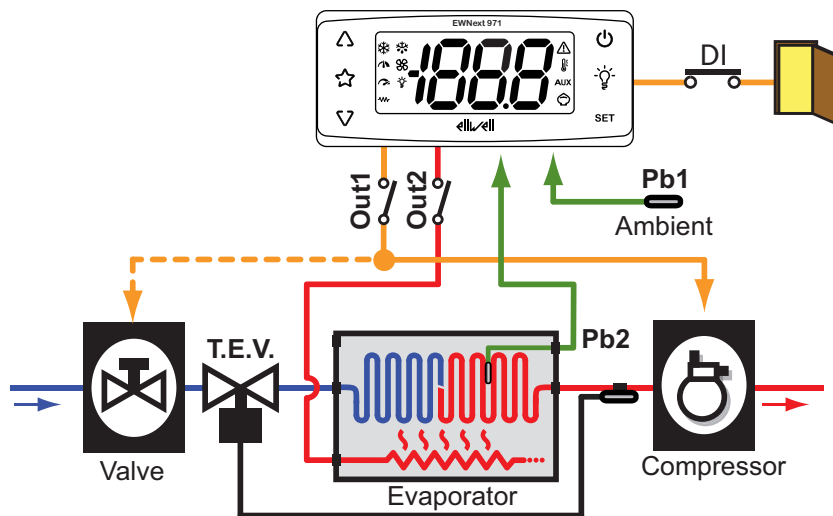 EWNext 971
188.8
AUX
SET
eliwell
DI
Out1
Out2
Pb1
Ambient
T.E.V.
Pb2
Valve
Evaporator
Compressor